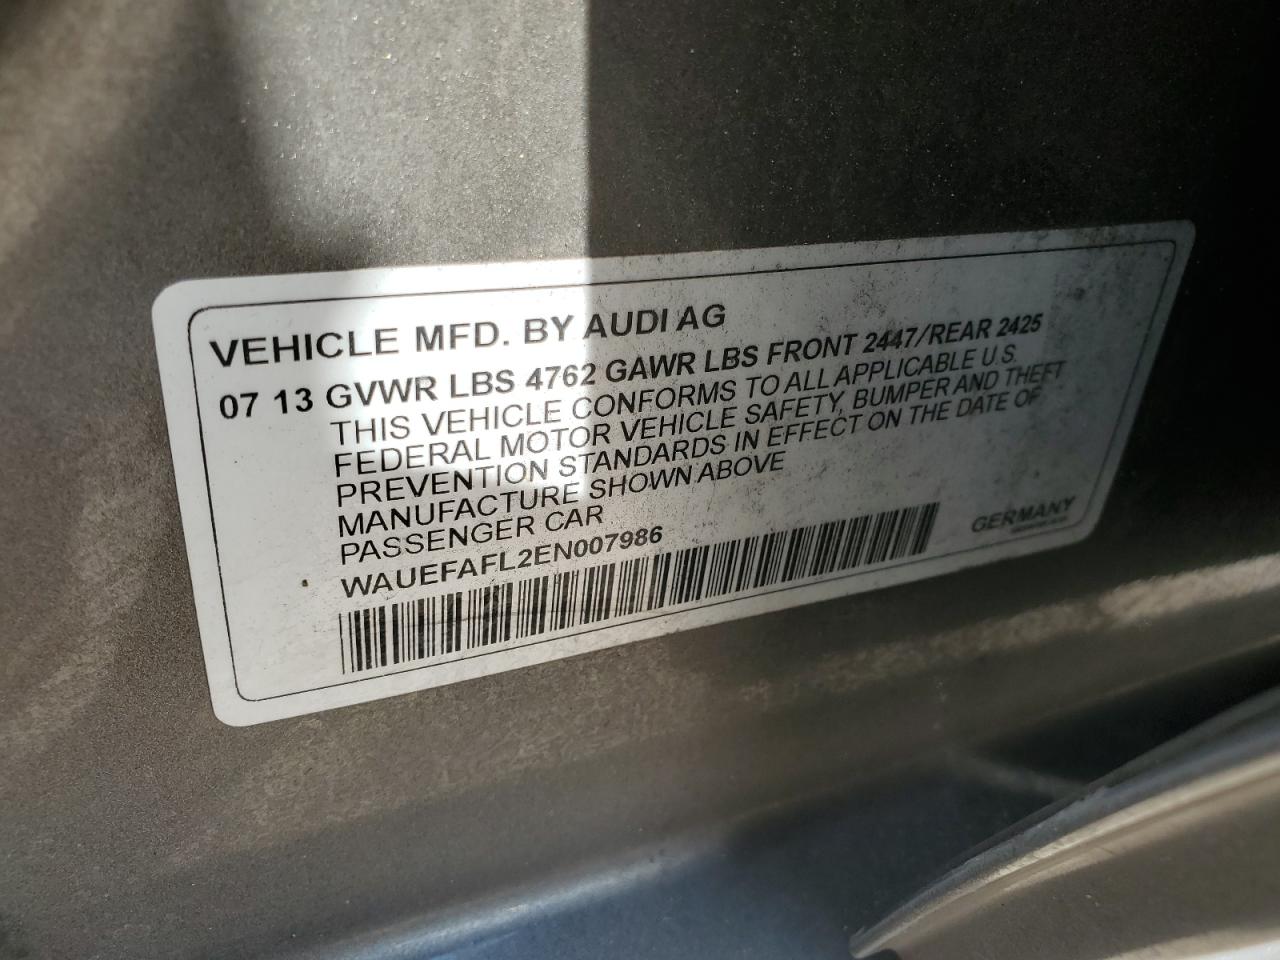 VEHICLE MFD. BY AUDI AG
07 13 GVWR LBS 4762 GAWR LBS FRONT 2447/REAR 2425
THIS VEHICLE CONFORMS TO ALL APPLICABLE U.S.
FEDERAL MOTOR VEHICLE SAFETY, BUMPER AND THEFT
PREVENTION STANDARDS IN EFFECT ON THE DATE OF
MANUFACTURE SHOWN ABOVE
PASSENGER CAR
WAUEFAFL2EN007986
GERMANY